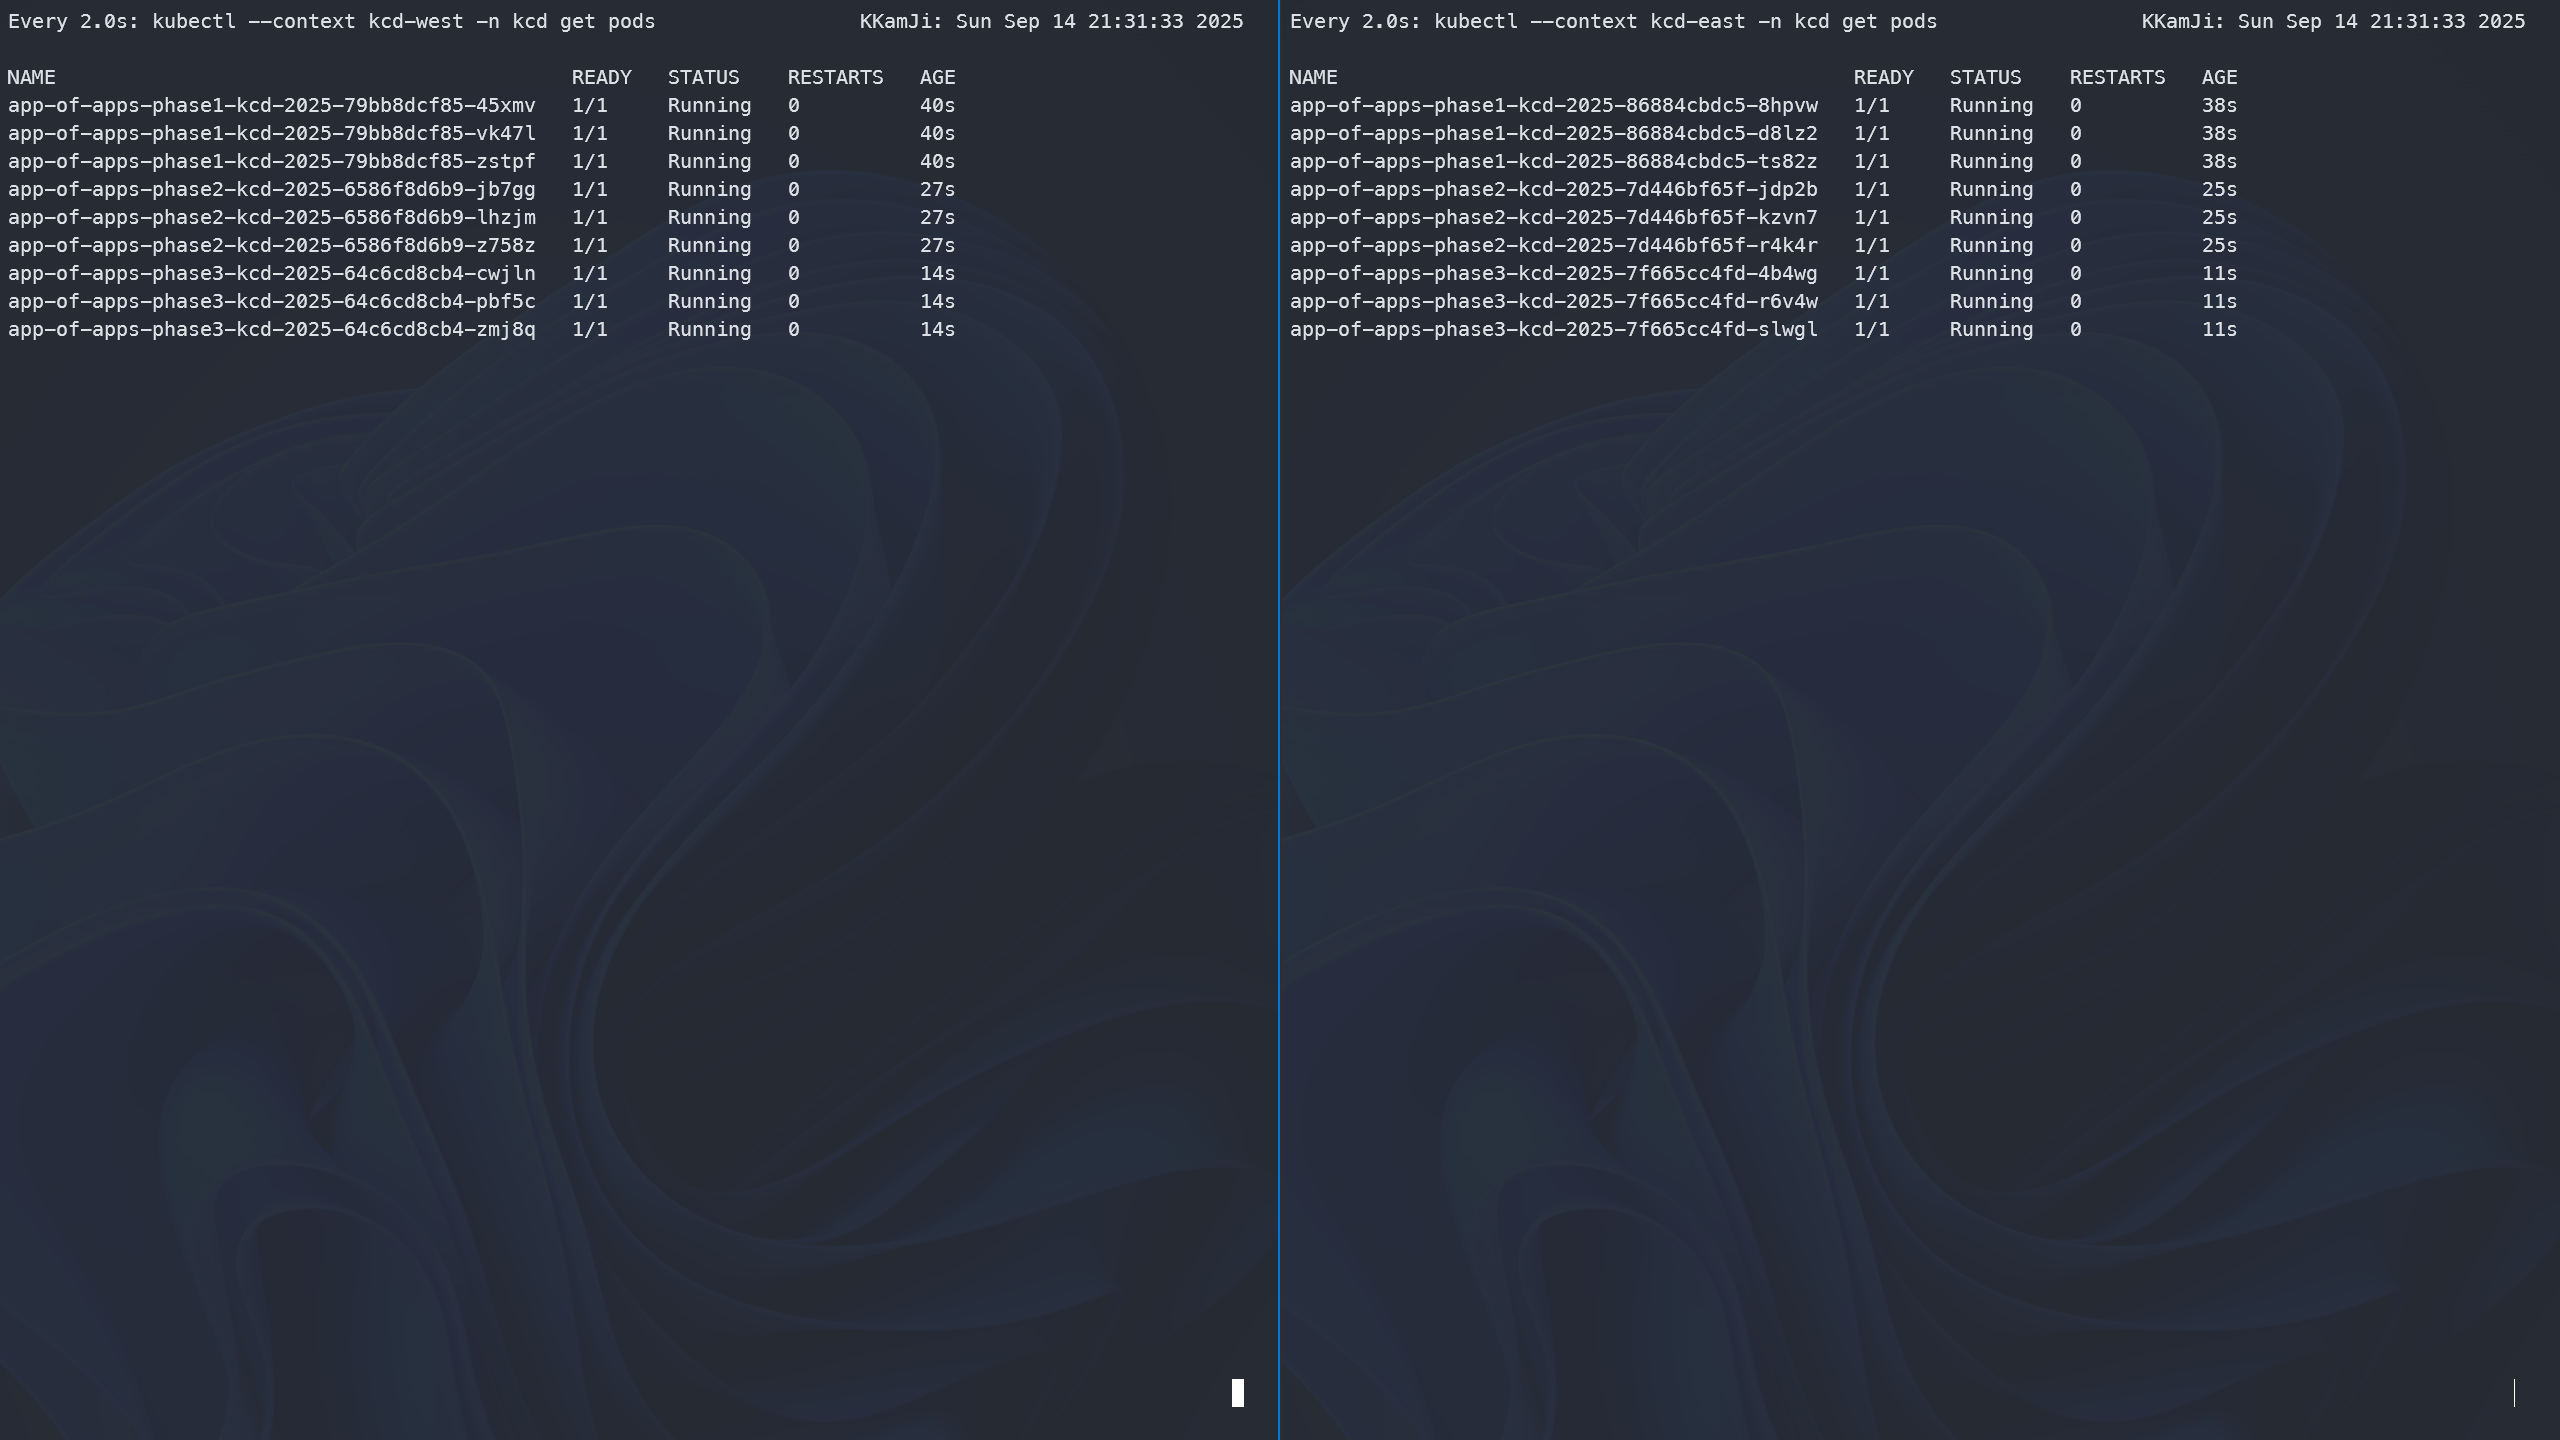 Every 2.0s: kubectl --context kcd-west -n kcd get pods KKamJi: Sun Sep 14 21:31:33 2025
NAME READY STATUS RESTARTS AGE
app-of-apps-phase1-kcd-2025-79bb8dcf85-45xmv 1/1 Running 0 40s
app-of-apps-phase1-kcd-2025-79bb8dcf85-vk47l 1/1 Running 0 40s
app-of-apps-phase1-kcd-2025-79bb8dcf85-zstpf 1/1 Running 0 40s
app-of-apps-phase2-kcd-2025-6586f8d6b9-jb7gg 1/1 Running 0 27s
app-of-apps-phase2-kcd-2025-6586f8d6b9-lhzjm 1/1 Running 0 27s
app-of-apps-phase2-kcd-2025-6586f8d6b9-z758z 1/1 Running 0 27s
app-of-apps-phase3-kcd-2025-64c6cd8cb4-cwjln 1/1 Running 0 14s
app-of-apps-phase3-kcd-2025-64c6cd8cb4-pbf5c 1/1 Running 0 14s
app-of-apps-phase3-kcd-2025-64c6cd8cb4-zmj8q 1/1 Running 0 14s
Every 2.0s: kubectl --context kcd-east -n kcd get pods KKamJi: Sun Sep 14 21:31:33 2025
NAME READY STATUS RESTARTS AGE
app-of-apps-phase1-kcd-2025-86884cbdc5-8hpvw 1/1 Running 0 38s
app-of-apps-phase1-kcd-2025-86884cbdc5-d8lz2 1/1 Running 0 38s
app-of-apps-phase1-kcd-2025-86884cbdc5-ts82z 1/1 Running 0 38s
app-of-apps-phase2-kcd-2025-7d446bf65f-jdp2b 1/1 Running 0 25s
app-of-apps-phase2-kcd-2025-7d446bf65f-kzvn7 1/1 Running 0 25s
app-of-apps-phase2-kcd-2025-7d446bf65f-r4k4r 1/1 Running 0 25s
app-of-apps-phase3-kcd-2025-7f665cc4fd-4b4wg 1/1 Running 0 11s
app-of-apps-phase3-kcd-2025-7f665cc4fd-r6v4w 1/1 Running 0 11s
app-of-apps-phase3-kcd-2025-7f665cc4fd-slwgl 1/1 Running 0 11s